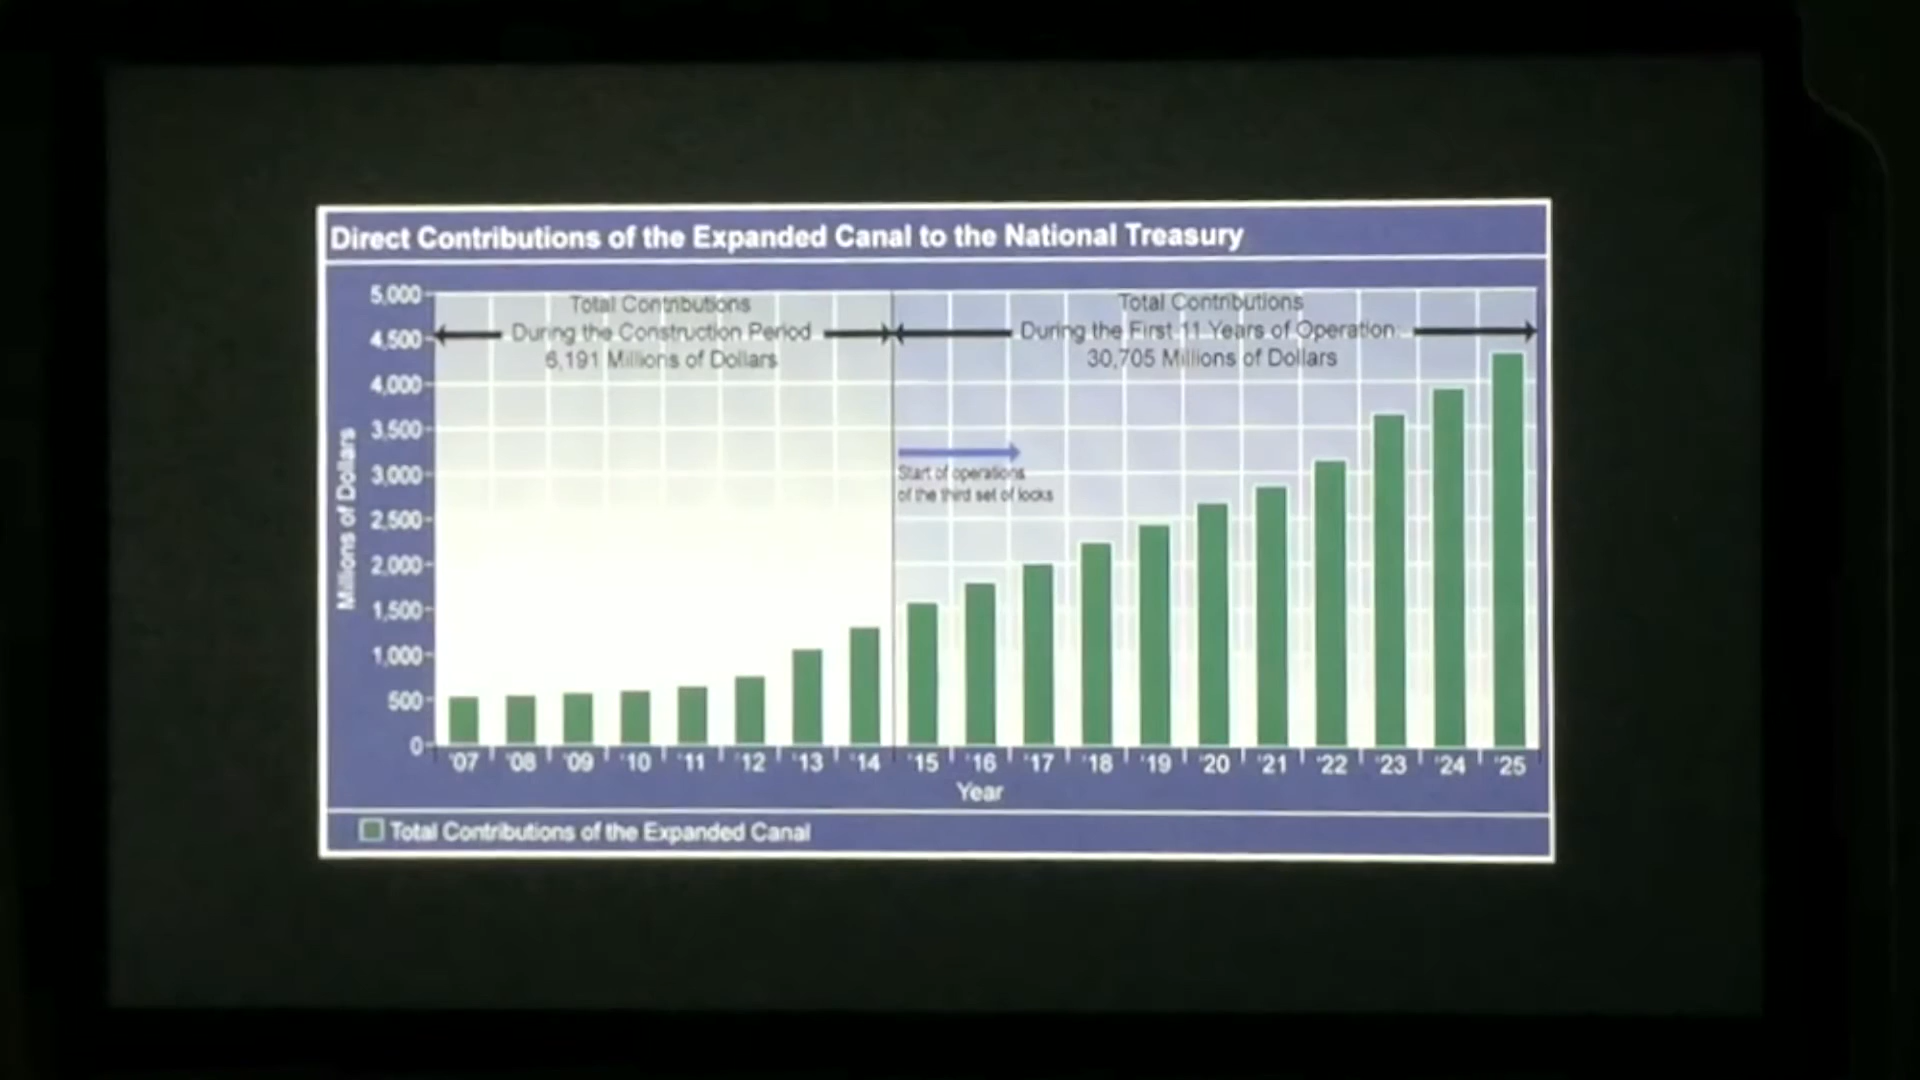 Direct Contributions of the Expanded Canal to the National Treasury
Total Contributions
During the Construction Period
6,191 Millions of Dollars
Total Contributions
During the First 11 Years of Operation
30,705 Millions of Dollars
Start of operations
of the third set of locks
Millions of Dollars
5,000
4,500
4,000
3,500
3,000
2,500
2,000
1,500
1,000
500
0
'07 '08 '09 '10 '11 '12 '13 '14 '15 '16 '17 '18 '19 '20 '21 '22 '23 '24 '25
Year
Total Contributions of the Expanded Canal